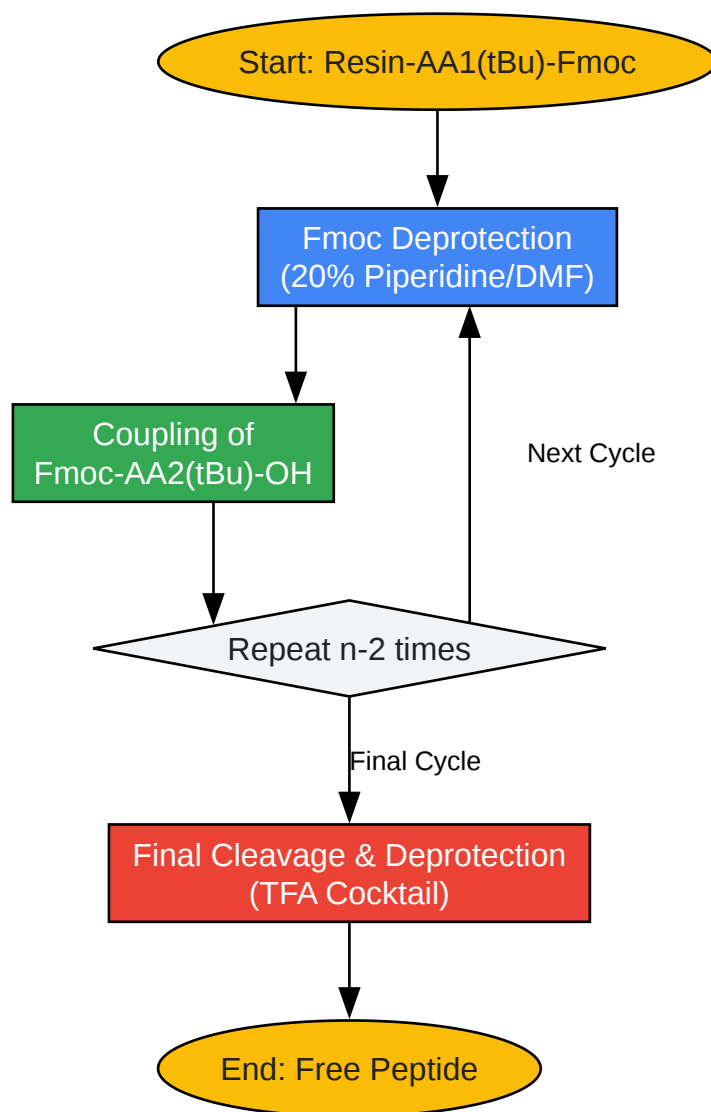 Start: Resin-AA1(tBu)-Fmoc
Fmoc Deprotection
(20% Piperidine/DMF)
Coupling of
Fmoc-AA2(tBu)-OH
Next Cycle
Repeat n-2 times
Final Cycle
Final Cleavage & Deprotection
(TFA Cocktail)
End: Free Peptide